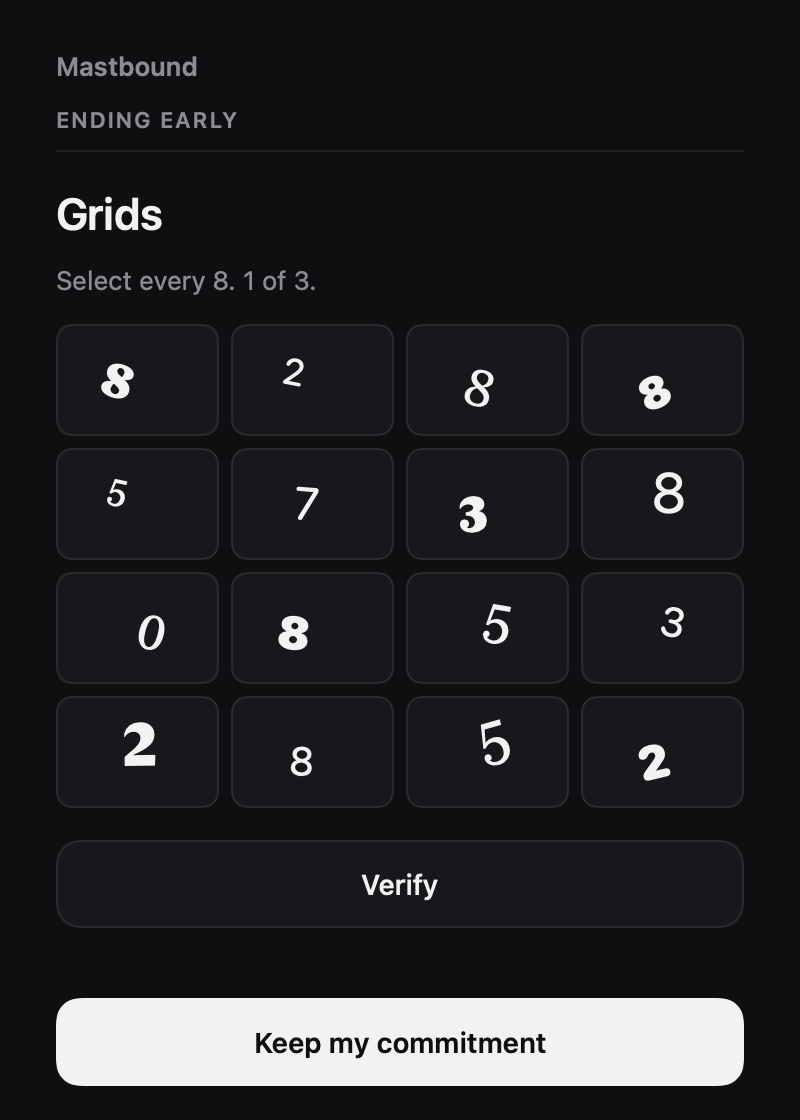 Mastbound
ENDING EARLY
Grids
Select every 8. 1 of 3.
8 2 8 8
5 7 3 8
0 8 5 3
2 8 5 2
Verify
Keep my commitment